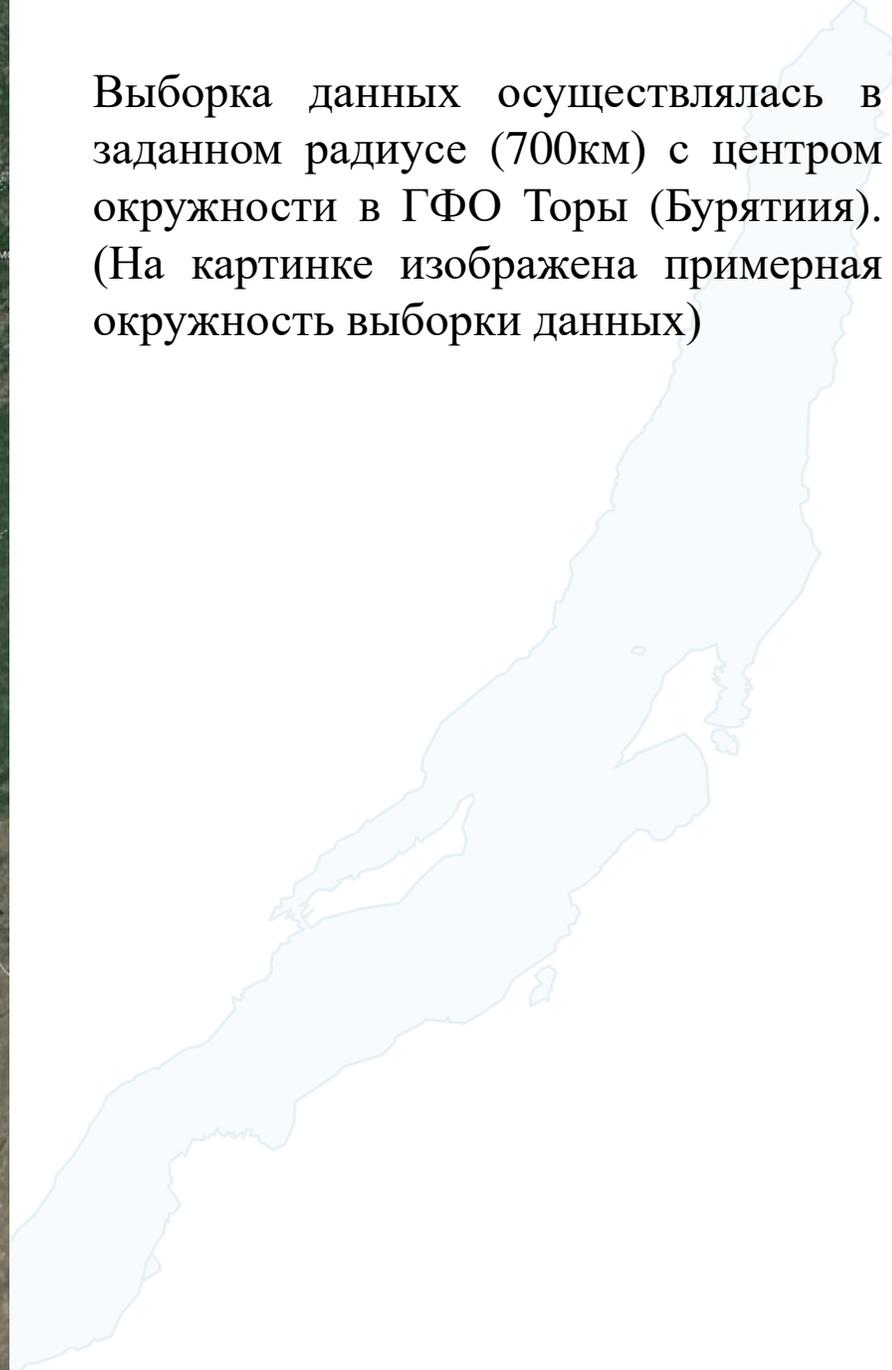 Выборка данных осуществлялась в
заданном радиусе (700км) с центром
окружности в ГФО Торы (Бурятиия).
(На картинке изображена примерная
окружность выборки данных)